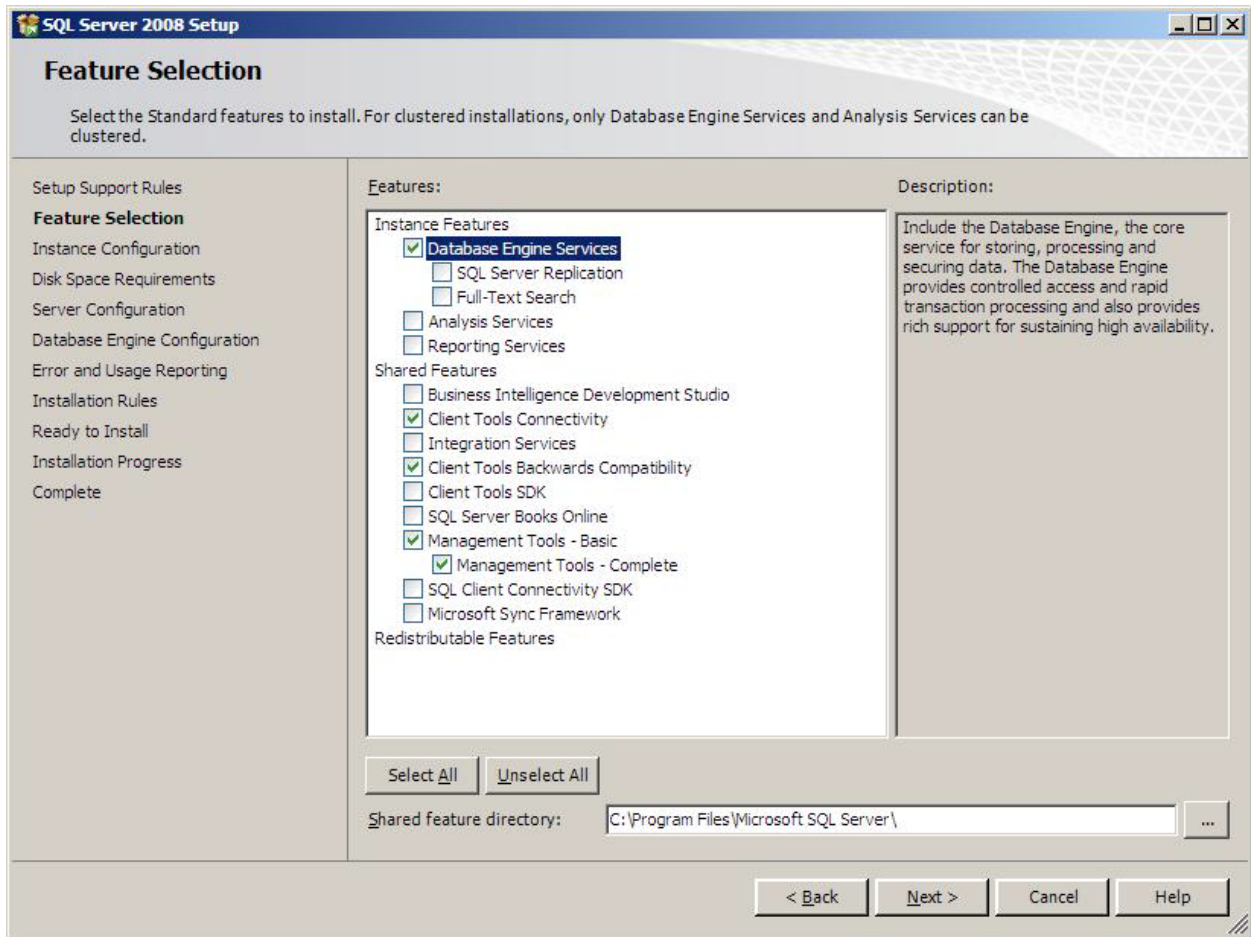 SQL Server 2008 Setup
Feature Selection
Select the Standard features to install. For clustered installations, only Database Engine Services and Analysis Services can be
clustered.
Setup Support Rules
Feature Selection
Instance Configuration
Disk Space Requirements
Server Configuration
Database Engine Configuration
Error and Usage Reporting
Installation Rules
Ready to Install
Installation Progress
Complete
Features:
Instance Features
Database Engine Services
SQL Server Replication
Full-Text Search
Analysis Services
Reporting Services
Shared Features
Business Intelligence Development Studio
Client Tools Connectivity
Integration Services
Client Tools Backwards Compatibility
Client Tools SDK
SQL Server Books Online
Management Tools - Basic
Management Tools - Complete
SQL Client Connectivity SDK
Microsoft Sync Framework
Redistributable Features
Description:
Include the Database Engine, the core
service for storing, processing and
securing data. The Database Engine
provides controlled access and rapid
transaction processing and also provides
rich support for sustaining high availability.
Select All
Unselect All
Shared feature directory:
C:\Program Files\Microsoft SQL Server\
...
< Back
Next >
Cancel
Help